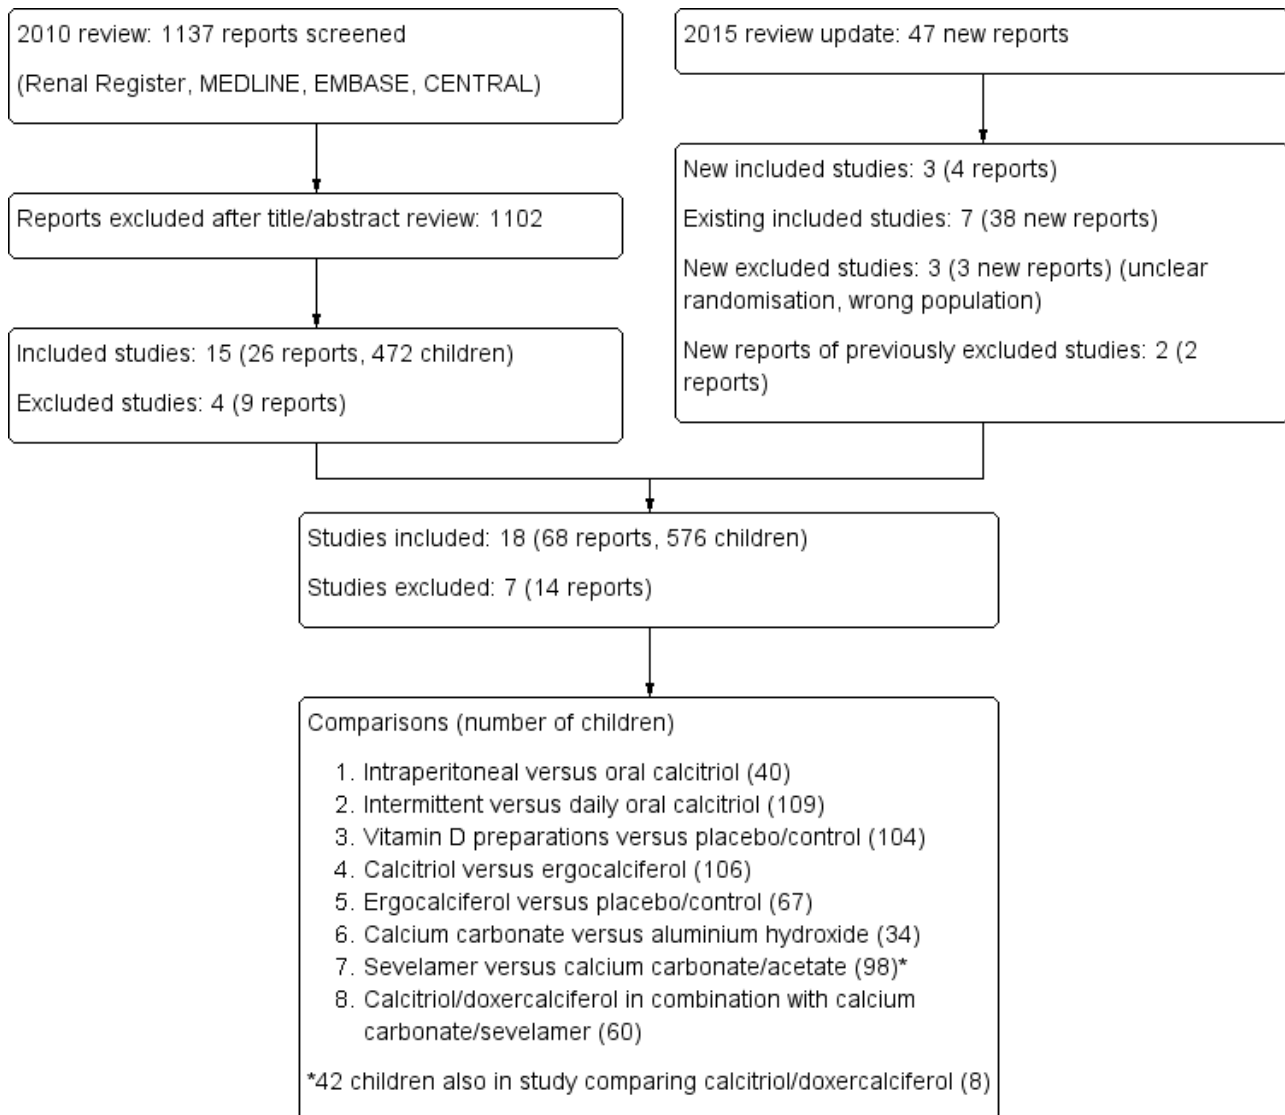 2010 review: 1137 reports screened
(Renal Register, MEDLINE, EMBASE, CENTRAL)
Reports excluded after title/abstract review: 1102
Included studies: 15 (26 reports, 472 children)
Excluded studies: 4 (9 reports)
2015 review update: 47 new reports
New included studies: 3 (4 reports)
Existing included studies: 7 (38 new reports)
New excluded studies: 3 (3 new reports) (unclear
randomisation, wrong population)
New reports of previously excluded studies: 2 (2
reports)
Studies included: 18 (68 reports, 576 children)
Studies excluded: 7 (14 reports)
Comparisons (number of children)
1. Intraperitoneal versus oral calcitriol (40)
2. Intermittent versus daily oral calcitriol (109)
3. Vitamin D preparations versus placebo/control (104)
4. Calcitriol versus ergocalciferol (106)
5. Ergocalciferol versus placebo/control (67)
6. Calcium carbonate versus aluminium hydroxide (34)
7. Sevelamer versus calcium carbonate/acetate (98)*
8. Calcitriol/doxercalciferol in combination with calcium
carbonate/sevelamer (60)
*42 children also in study comparing calcitriol/doxercalciferol (8)